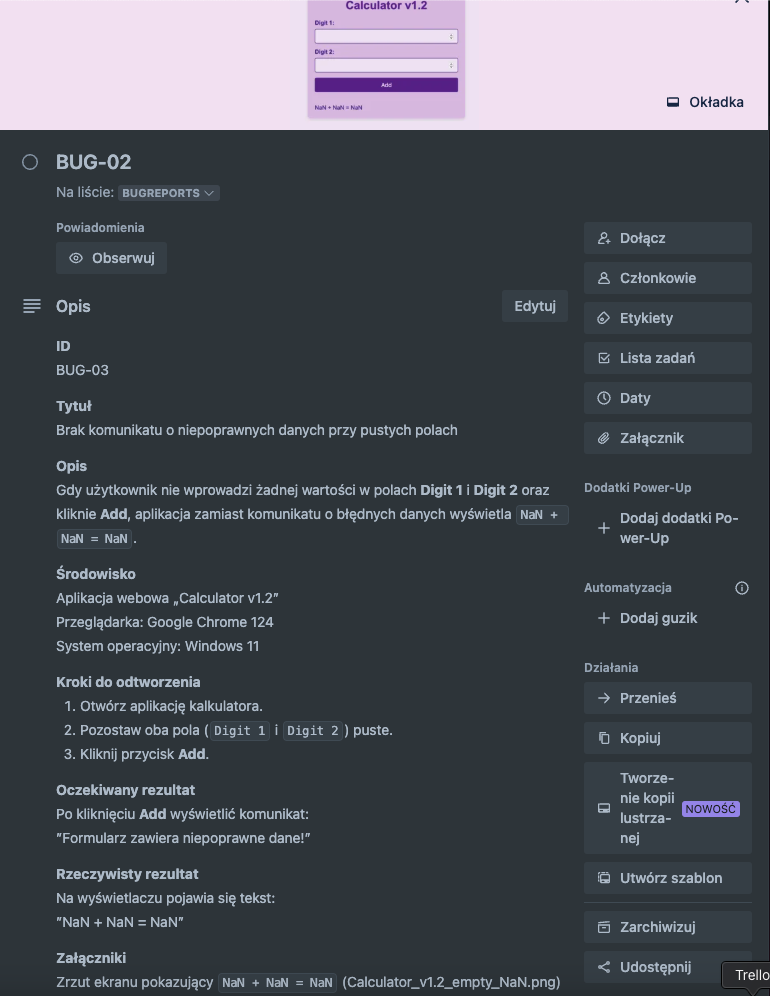 Calculator v1.2
Digit 1:
Digit 2:
Add
NaN + NaN = NaN
Okładka
BUG-02
Na liście: BUGREPORTS
Powiadomienia
Obserwuj
Opis
Edytuj
ID
BUG-03
Tytuł
Brak komunikatu o niepoprawnych danych przy pustych polach
Opis
Gdy użytkownik nie wprowadzi żadnej wartości w polach Digit 1 i Digit 2 oraz
kliknie Add, aplikacja zamiast komunikatu o błędnych danych wyświetla NaN +
NaN = NaN.
Środowisko
Aplikacja webowa „Calculator v1.2”
Przeglądarka: Google Chrome 124
System operacyjny: Windows 11
Kroki do odtworzenia
1. Otwórz aplikację kalkulatora.
2. Pozostaw oba pola (Digit 1 i Digit 2) puste.
3. Kliknij przycisk Add.
Oczekiwany rezultat
Po kliknięciu Add wyświetlić komunikat:
”Formularz zawiera niepoprawne dane!”
Rzeczywisty rezultat
Na wyświetlaczu pojawia się tekst:
”NaN + NaN = NaN”
Załączniki
Zrzut ekranu pokazujący NaN + NaN = NaN (Calculator_v1.2_empty_NaN.png)
Dołącz
Członkowie
Etykiety
Lista zadań
Daty
Załącznik
Dodatki Power-Up
Dodaj dodatki Po-
wer-Up
Automatyzacja
Dodaj guzik
Działania
Przenieś
Kopiuj
Tworze-
nie kopii
lustrza-
nej
NOWOŚĆ
Utwórz szablon
Zarchiwizuj
Udostępnij
Trello